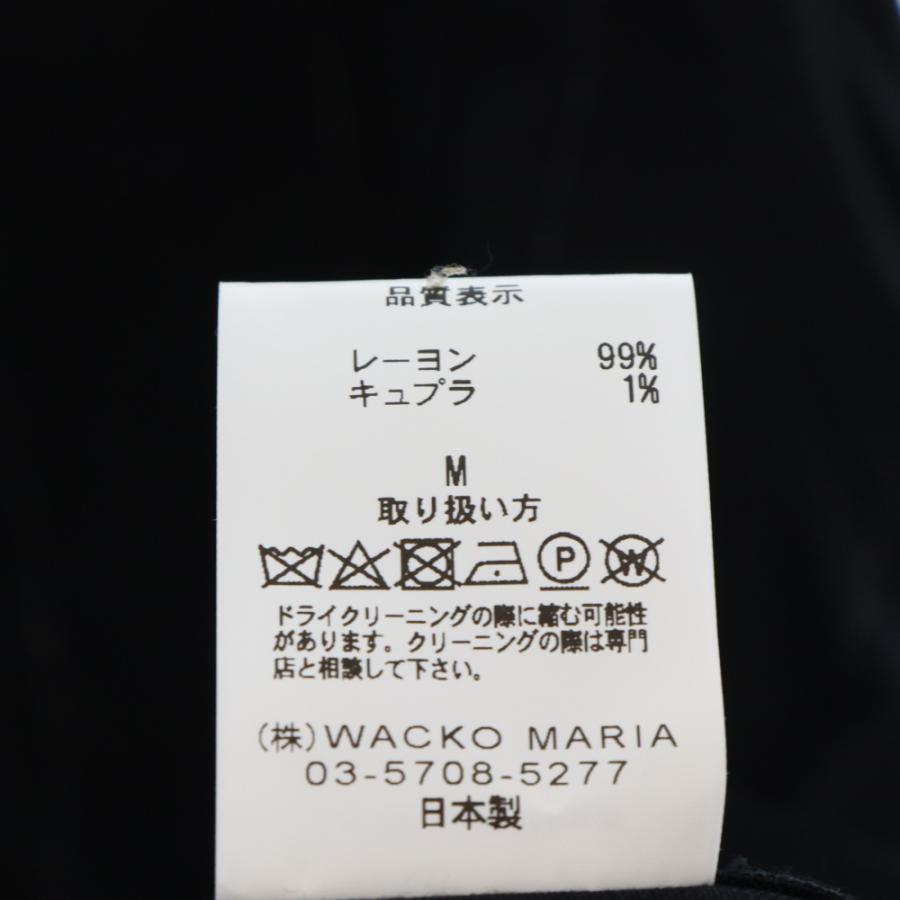 品質表示
レーヨン 99%
キュプラ 1%
M
取り扱い方
P W
ドライクリーニングの際に縮む可能性
があります。クリーニングの際は専門
店と相談して下さい。
(株)WACKO MARIA
03-5708-5277
日本製